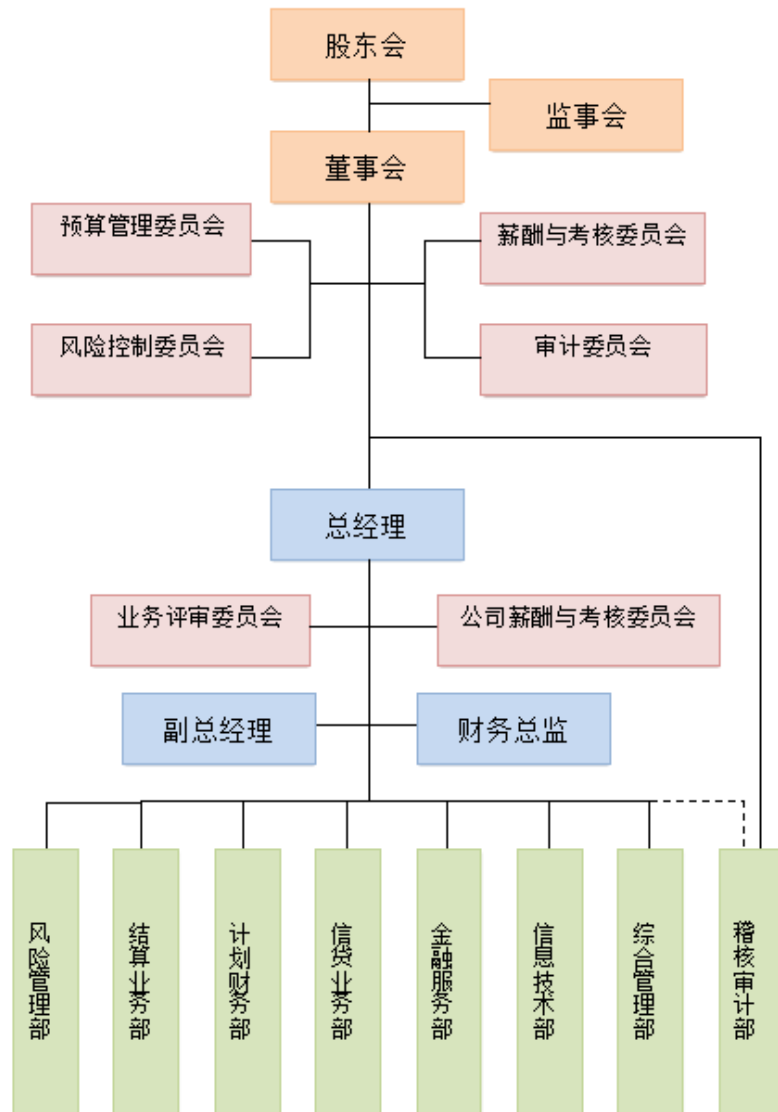 股东会
监事会
董事会
预算管理委员会
薪酬与考核委员会
风险控制委员会
审计委员会
总经理
业务评审委员会
公司薪酬与考核委员会
副总经理
财务总监
风险管理部
结算业务部
计划财务部
信贷业务部
金融服务部
信息技术部
综合管理部
稽核审计部